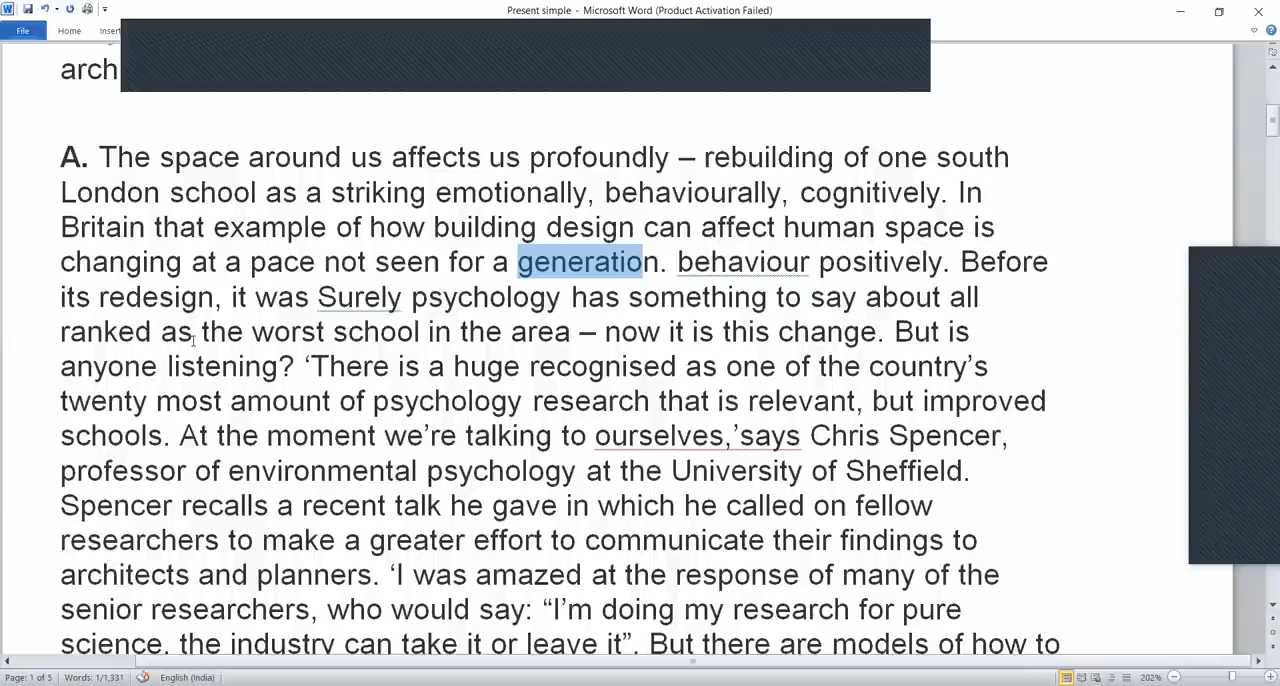 Present simple - Microsoft Word (Product Activation Failed)
File Home Insert
arch
A. The space around us affects us profoundly – rebuilding of one south
London school as a striking emotionally, behaviourally, cognitively. In
Britain that example of how building design can affect human space is
changing at a pace not seen for a generation. behaviour positively. Before
its redesign, it was Surely psychology has something to say about all
ranked as the worst school in the area – now it is this change. But is
anyone listening? ‘There is a huge recognised as one of the country’s
twenty most amount of psychology research that is relevant, but improved
schools. At the moment we’re talking to ourselves,’says Chris Spencer,
professor of environmental psychology at the University of Sheffield.
Spencer recalls a recent talk he gave in which he called on fellow
researchers to make a greater effort to communicate their findings to
architects and planners. ‘I was amazed at the response of many of the
senior researchers, who would say: “I’m doing my research for pure
science, the industry can take it or leave it”. But there are models of how to
Page: 1 of 5 Words: 1/1,331 English (India) 202%